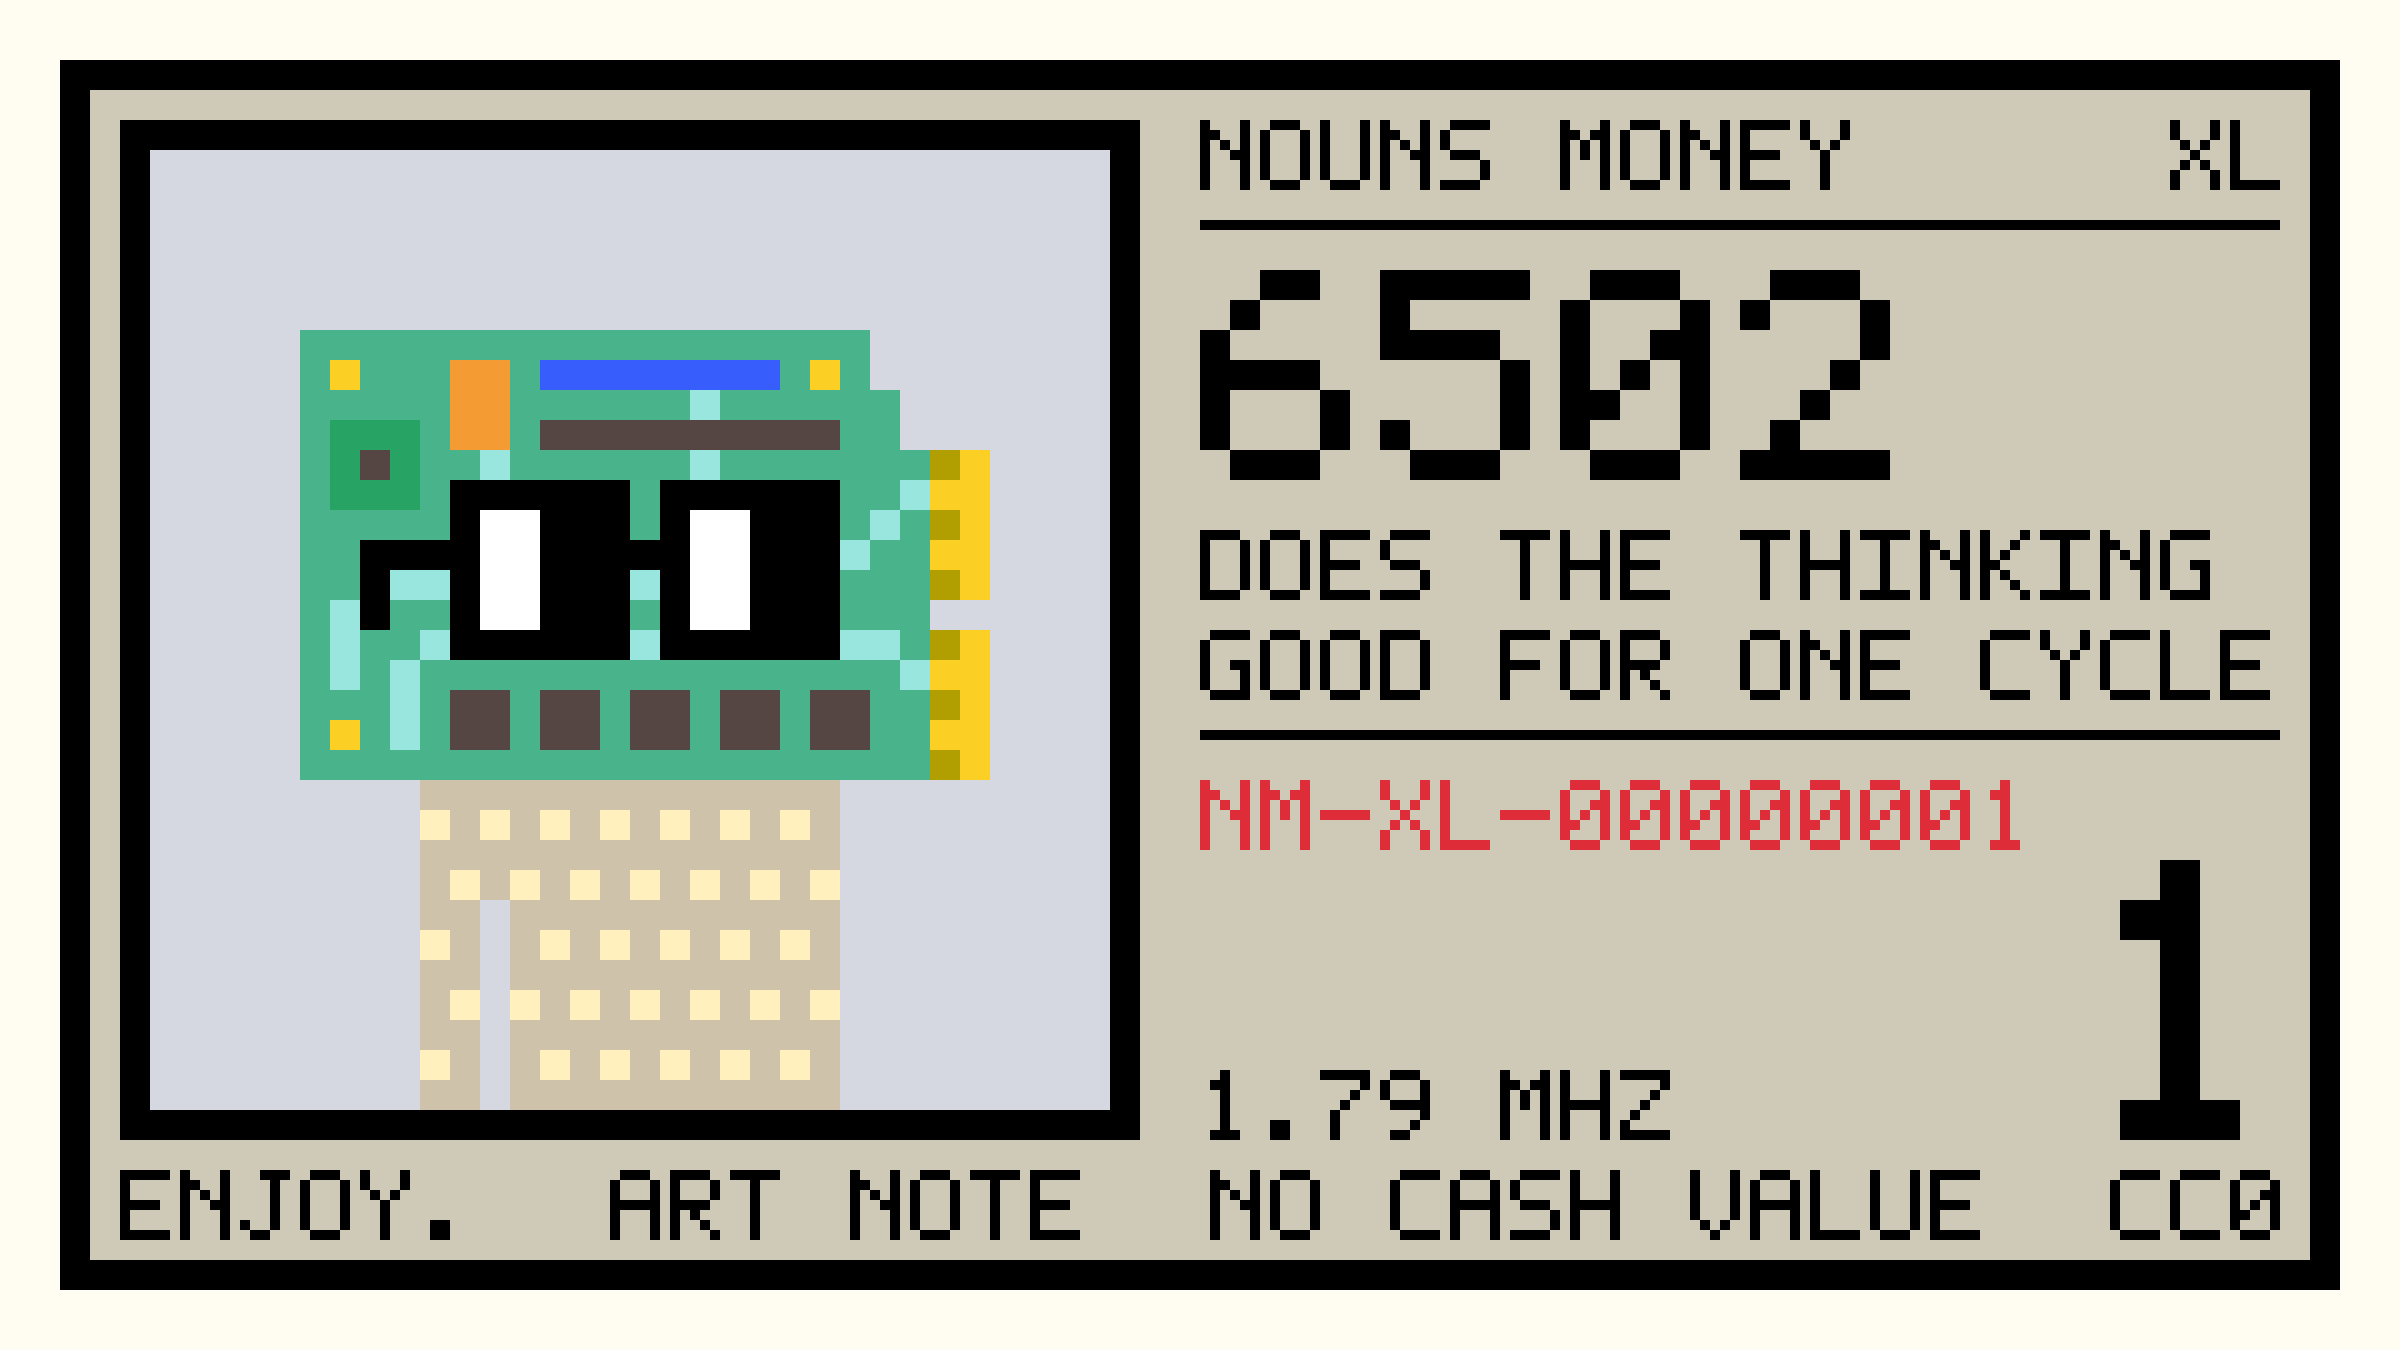 NOUNS MONEY XL
6502
DOES THE THINKING
GOOD FOR ONE CYCLE
NM-XL-00000001
1
1.79 MHZ
ENJOY. ART NOTE NO CASH VALUE CC0